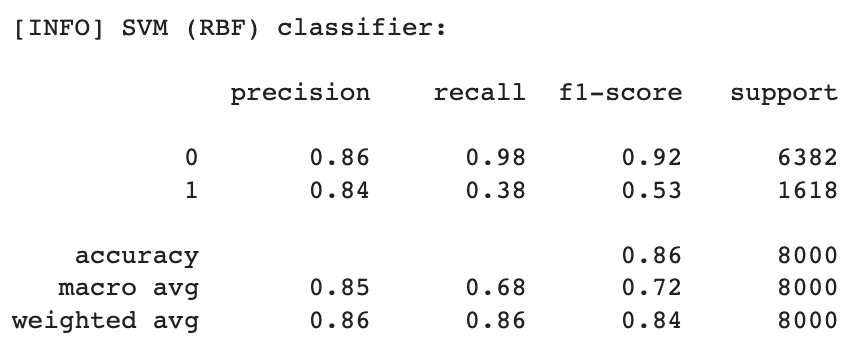 [INFO] SVM (RBF) classifier:
precision recall f1-score support
0 0.86 0.98 0.92 6382
1 0.84 0.38 0.53 1618
accuracy 0.86 8000
macro avg 0.85 0.68 0.72 8000
weighted avg 0.86 0.86 0.84 8000